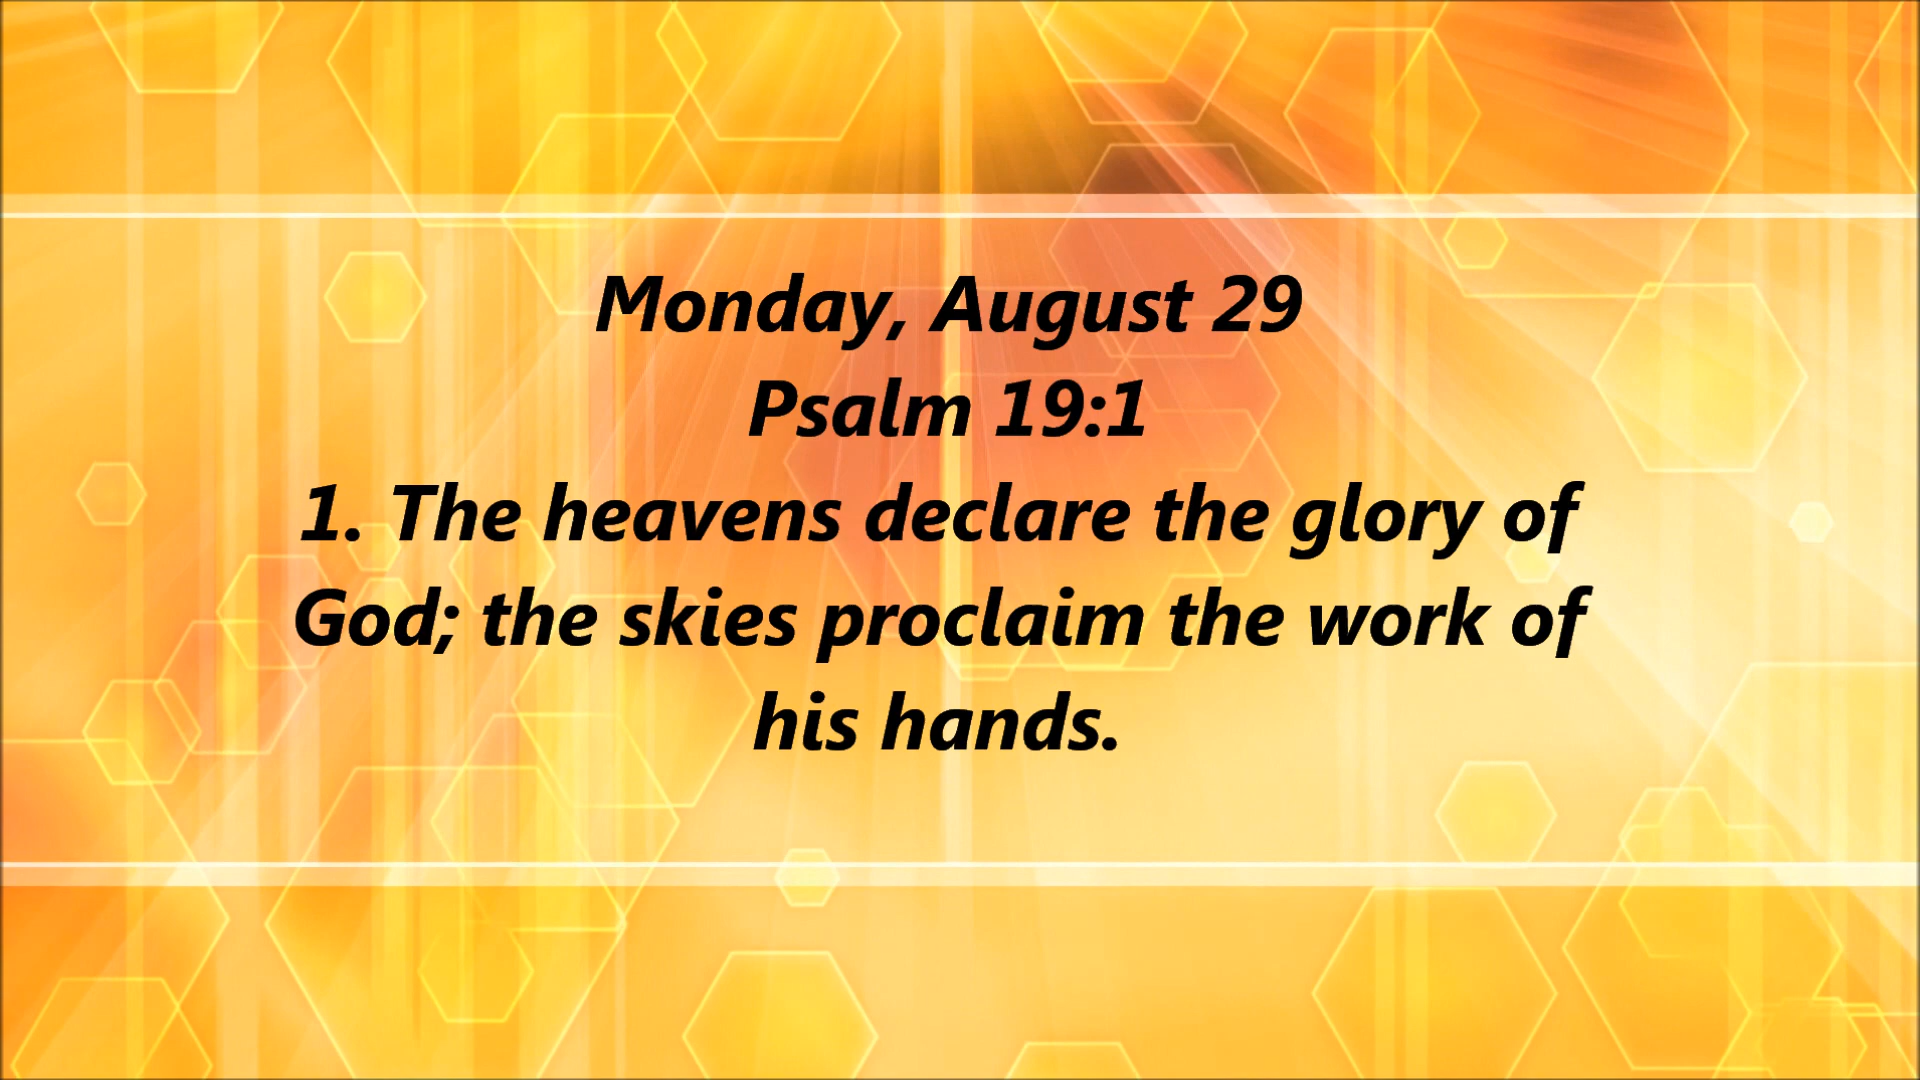 Monday, August 29
Psalm 19:1
1. The heavens declare the glory of
God; the skies proclaim the work of
his hands.